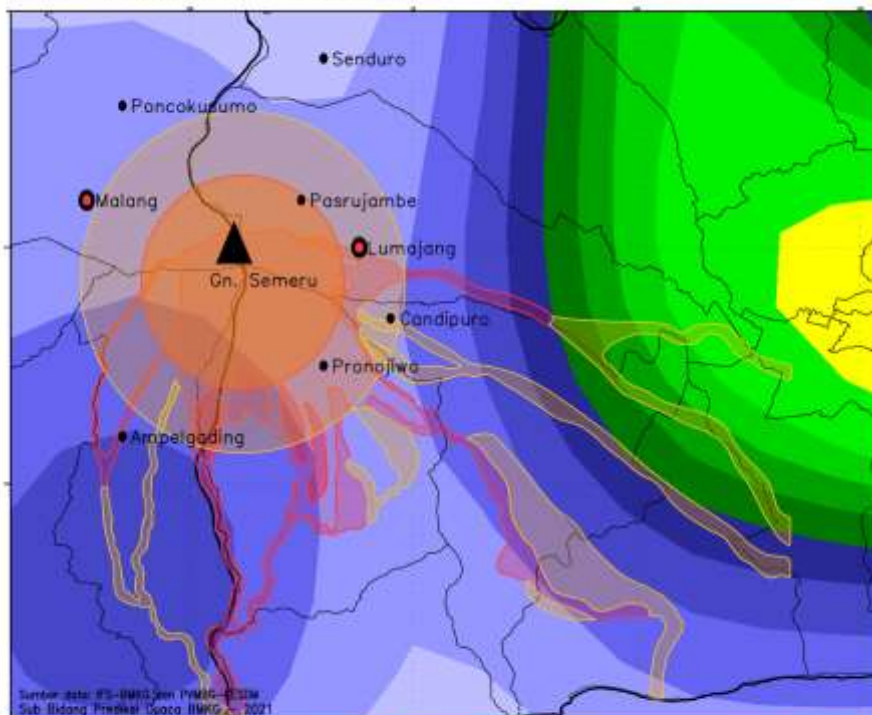 Senduro
Poncokusumo
Malang
Pasrujambe
Lumajang
Gn. Semeru
Candipuro
Pronojiwo
Ampelgading
Sumber data: IFS-BMKG dan PVMBG-ESDM
Sub Bidang Prediksi Cuaca BMKG - 2021